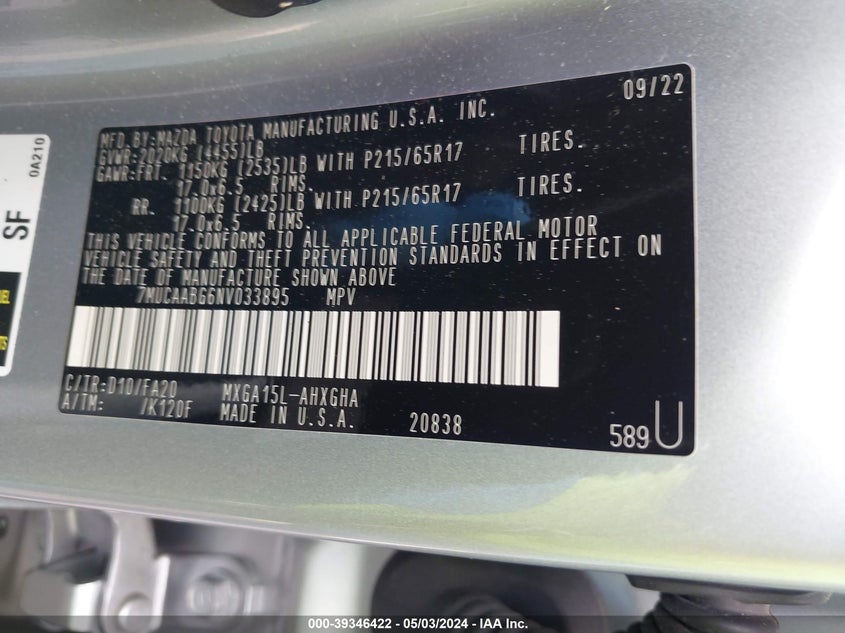 09/22
MFD.BY:MAZDA TOYOTA MANUFACTURING U.S.A. INC.
GVWR:2020KG (4455)LB
GAWR:FRT. 1150KG (2535)LB WITH P215/65R17 TIRES.
17.0x6.5 RIMS.
RR. 1100KG (2425)LB WITH P215/65R17 TIRES.
17.0x6.5 RIMS.
THIS VEHICLE CONFORMS TO ALL APPLICABLE FEDERAL MOTOR
VEHICLE SAFETY AND THEFT PREVENTION STANDARDS IN EFFECT ON
THE DATE OF MANUFACTURE SHOWN ABOVE
7MUCAABG6NV033895 MPV
C/TR:D10/FA20 MXGA15L-AHXGHA
A/TM: /K120F MADE IN U.S.A. 20838
589U
0A210
SF
000-39346422 - 05/03/2024 - IAA Inc.